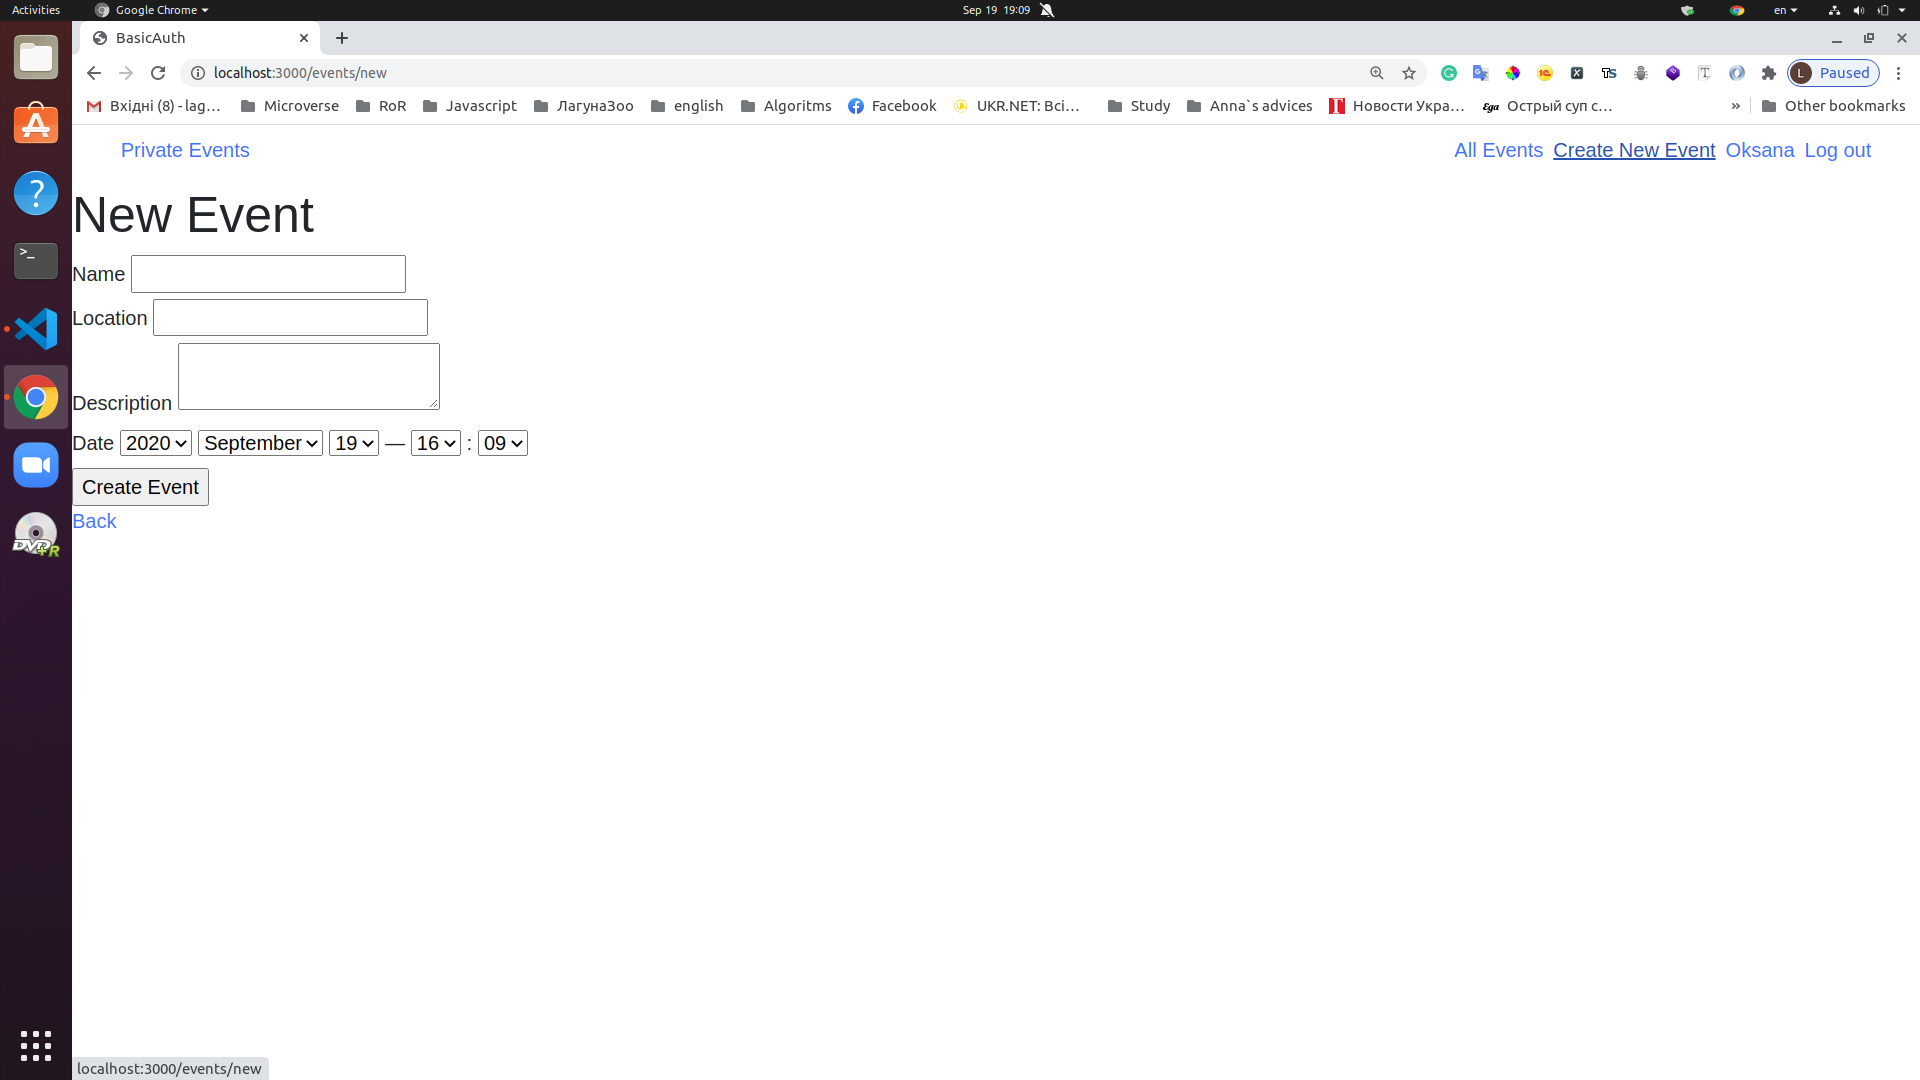 Activities Google Chrome Sep 19 19:09 en
BasicAuth
localhost:3000/events/new Paused
Вхідні (8) - lag… Microverse RoR Javascript ЛагунаЗоо english Algoritms Facebook UKR.NET: Всі… Study Anna`s advices Новости Укра… Острый суп с… » Other bookmarks
Private Events All Events Create New Event Oksana Log out
New Event
Name
Location
Description
Date 2020 September 19 — 16 : 09
Create Event
Back
localhost:3000/events/new